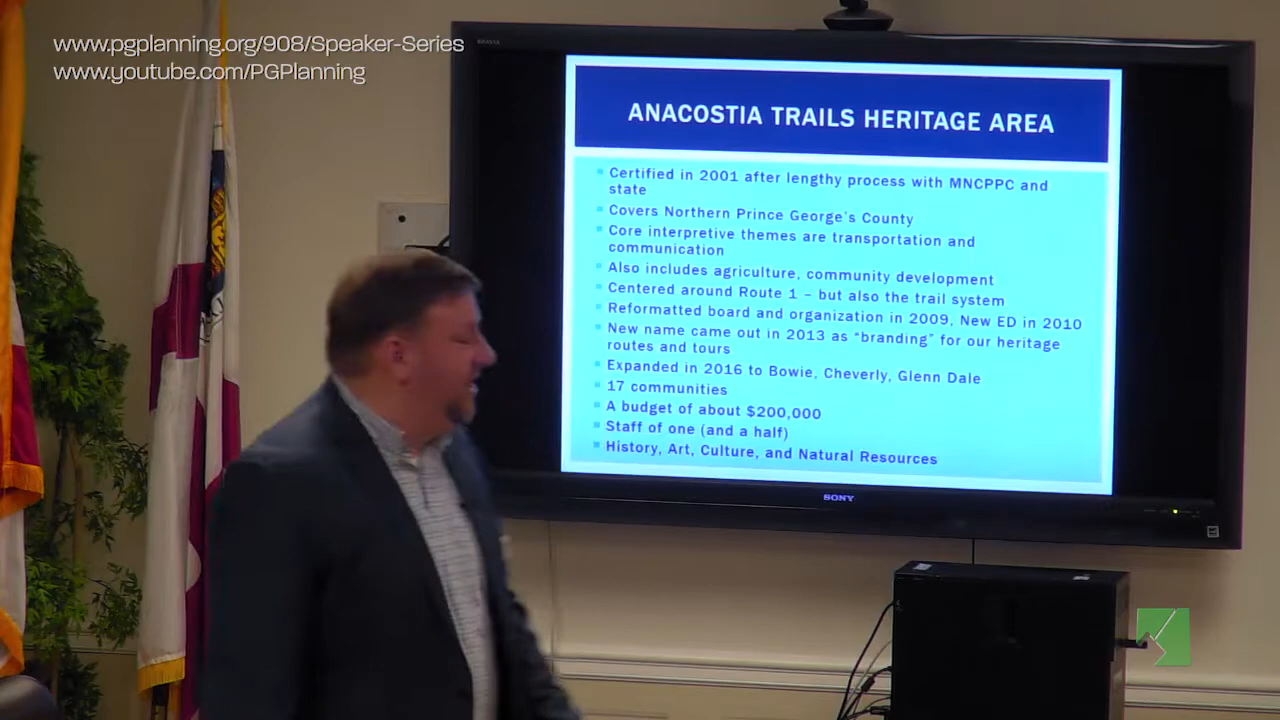 www.pgplanning.org/908/Speaker-Series
www.youtube.com/PGPlanning
ANACOSTIA TRAILS HERITAGE AREA
Certified in 2001 after lengthy process with MNCPPC and
state
Covers Northern Prince George's County
Core interpretive themes are transportation and
communication
Also includes agriculture, community development
Centered around Route 1 – but also the trail system
Reformatted board and organization in 2009, New ED in 2010
New name came out in 2013 as "branding" for our heritage
routes and tours
Expanded in 2016 to Bowie, Cheverly, Glenn Dale
17 communities
A budget of about $200,000
Staff of one (and a half)
History, Art, Culture, and Natural Resources
SONY